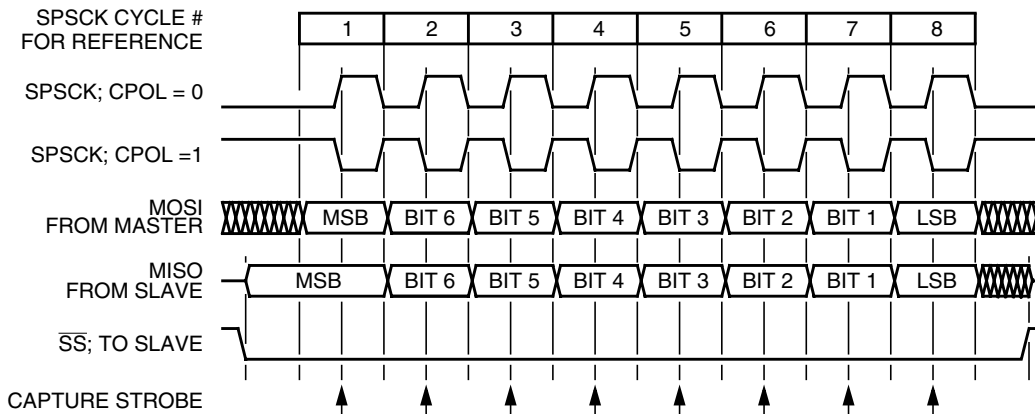 SPSCK CYCLE #
FOR REFERENCE
1 2 3 4 5 6 7 8
SPSCK; CPOL = 0
SPSCK; CPOL =1
MOSI
FROM MASTER
MSB BIT 6 BIT 5 BIT 4 BIT 3 BIT 2 BIT 1 LSB
MISO
FROM SLAVE
MSB BIT 6 BIT 5 BIT 4 BIT 3 BIT 2 BIT 1 LSB
SS; TO SLAVE
CAPTURE STROBE